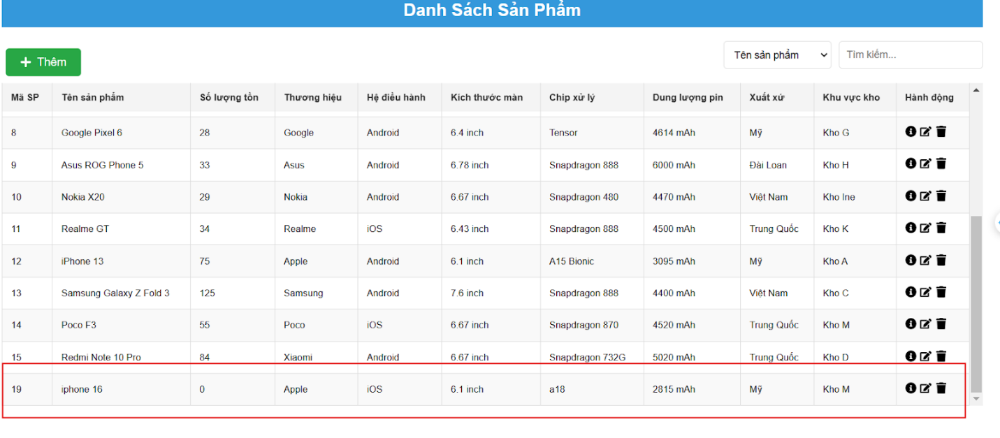 Danh Sách Sản Phẩm
+ Thêm
Tên sản phẩm Tìm kiếm...
Mã SP Tên sản phẩm Số lượng tồn Thương hiệu Hệ điều hành Kích thước màn Chip xử lý Dung lượng pin Xuất xứ Khu vực kho Hành động
8 Google Pixel 6 28 Google Android 6.4 inch Tensor 4614 mAh Mỹ Kho G
9 Asus ROG Phone 5 33 Asus Android 6.78 inch Snapdragon 888 6000 mAh Đài Loan Kho H
10 Nokia X20 29 Nokia Android 6.67 inch Snapdragon 480 4470 mAh Việt Nam Kho Ine
11 Realme GT 34 Realme iOS 6.43 inch Snapdragon 888 4500 mAh Trung Quốc Kho K
12 iPhone 13 75 Apple Android 6.1 inch A15 Bionic 3095 mAh Mỹ Kho A
13 Samsung Galaxy Z Fold 3 125 Samsung Android 7.6 inch Snapdragon 888 4400 mAh Việt Nam Kho C
14 Poco F3 55 Poco iOS 6.67 inch Snapdragon 870 4520 mAh Trung Quốc Kho M
15 Redmi Note 10 Pro 84 Xiaomi Android 6.67 inch Snapdragon 732G 5020 mAh Trung Quốc Kho D
19 iphone 16 0 Apple iOS 6.1 inch a18 2815 mAh Mỹ Kho M